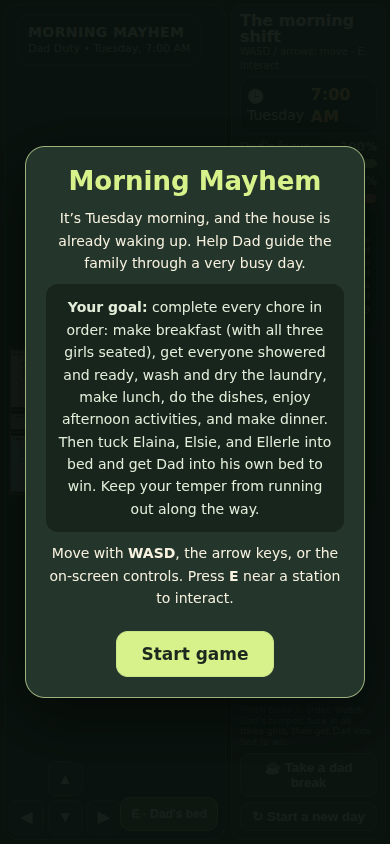 MORNING MAYHEM
Dad Duty • Tuesday, 7:00 AM
The morning
shift
WASD / arrows: move · E:
interact
Tuesday
7:00
AM
Morning Mayhem
It’s Tuesday morning, and the house is
already waking up. Help Dad guide the
family through a very busy day.
Your goal: complete every chore in
order: make breakfast (with all three
girls seated), get everyone showered
and ready, wash and dry the laundry,
make lunch, do the dishes, enjoy
afternoon activities, and make dinner.
Then tuck Elaina, Elsie, and Ellerle into
bed and get Dad into his own bed to
win. Keep your temper from running
out along the way.
Move with WASD, the arrow keys, or the
on-screen controls. Press E near a station
to interact.
Start game
☕ Take a dad
break
▲
◀ ▼ ▶ E · Dad's bed
↻ Start a new day